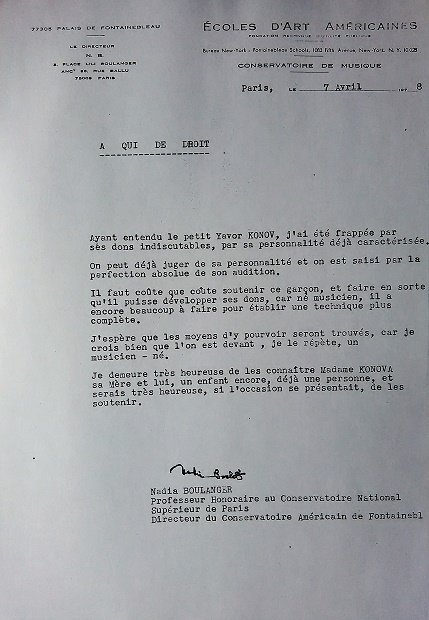 77305 PALAIS DE FONTAINEBLEAU
LE DIRECTEUR
N. B.
3, PLACE LILI BOULANGER
ANCT 36, RUE BALLU
75009 PARIS
ÉCOLES D'ART AMÉRICAINES
FONDATION RECONNUE D'UTILITÉ PUBLIQUE
Bureau New-York - Fontainebleau Schools, 1083 Fifth Avenue, New-York. N. Y. 10.028
CONSERVATOIRE DE MUSIQUE
Paris, LE 7 Avril 197 8
A QUI DE DROIT
Ayant entendu le petit Yavor KONOV, j'ai été frappée par
ses dons indiscutables, par sa personnalité déjà caractérisée.
On peut déjà juger de sa personnalité et on est saisi par la
perfection absolue de son audition.
Il faut coûte que coûte soutenir ce garçon, et faire en sorte
qu'il puisse développer ses dons, car né musicien, il a
encore beaucoup à faire pour établir une technique plus
complète.
J'espère que les moyens d'y pourvoir seront trouvés, car je
crois bien que l'on est devant , je le répète, un
musicien - né.
Je demeure très heureuse de les connaître Madame KONOVA
sa Mère et lui, un enfant encore, déjà une personne, et
serais très heureuse, si l'occasion se présentait, de les
soutenir.
Nadia BOULANGER
Professeur Honoraire au Conservatoire National
Supérieur de Paris
Directeur du Conservatoire Américain de Fontainebl